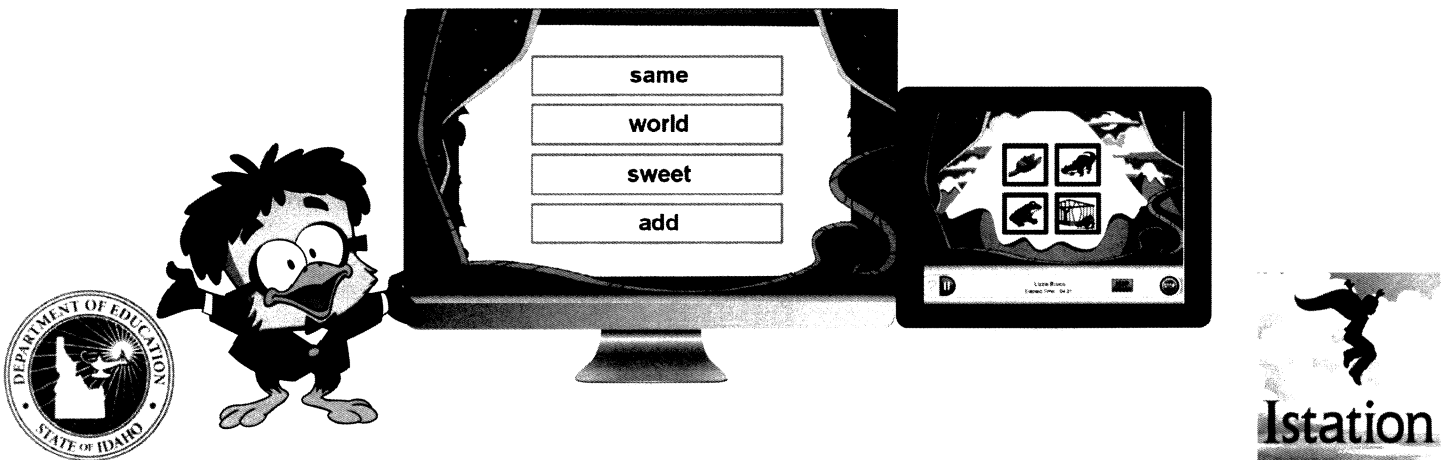 same
world
sweet
add
DEPARTMENT OF EDUCATION
STATE OF IDAHO
Istation